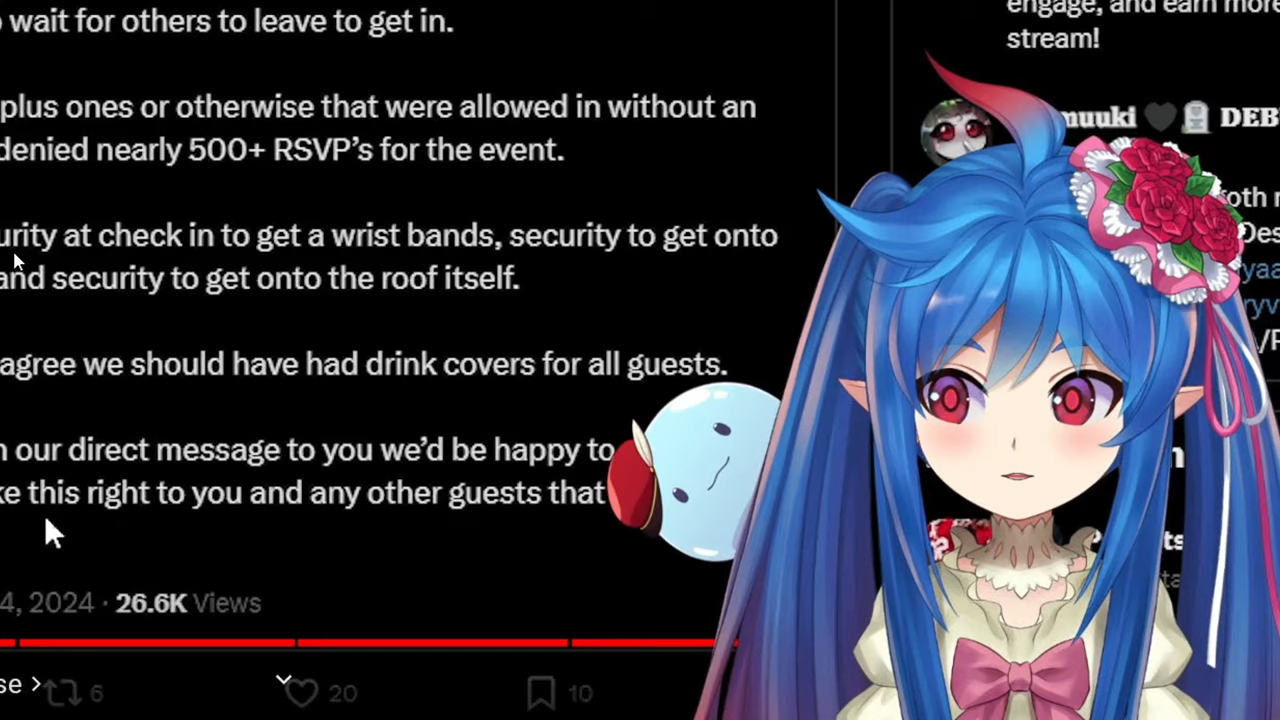 wait for others to leave to get in.
plus ones or otherwise that were allowed in without an
denied nearly 500+ RSVP’s for the event.
at check in to get a wrist bands, security to get onto
and security to get onto the roof itself.
agree we should have had drink covers for all guests.
our direct message to you we’d be happy to
this right to you and any other guests that
4, 2024 · 26.6K Views
6 20 10
engage, and earn more
stream!
DEB